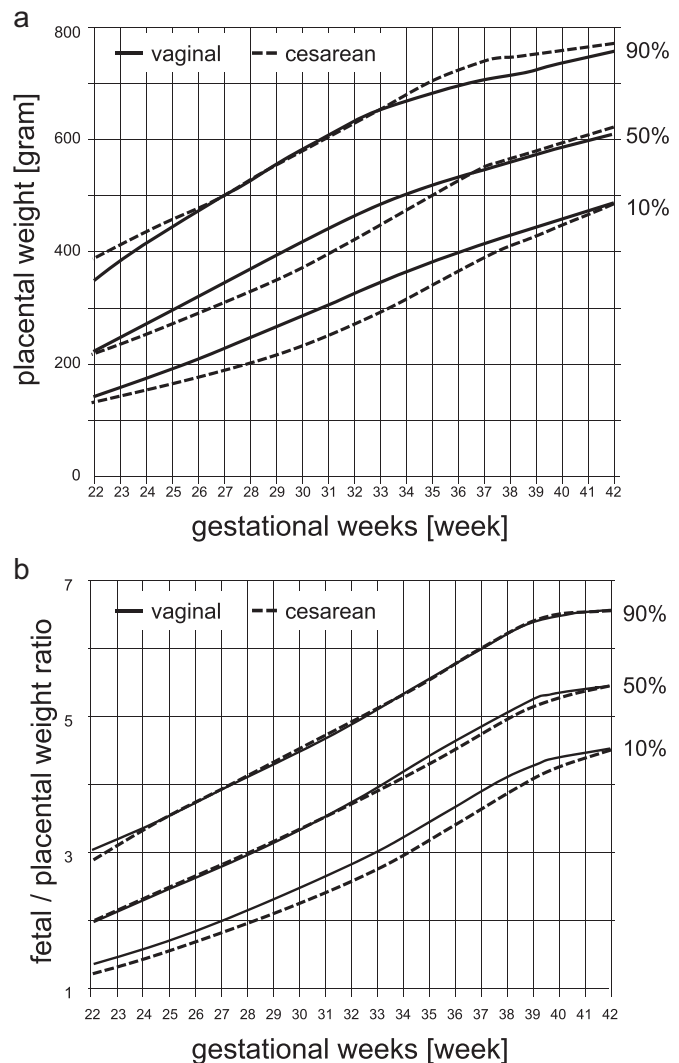 a
800
vaginal cesarean
90%
600
50%
10%
400
200
0
placental weight [gram]
22 23 24 25 26 27 28 29 30 31 32 33 34 35 36 37 38 39 40 41 42
gestational weeks [week]
b
7
vaginal cesarean
90%
50%
5
10%
3
1
fetal / placental weight ratio
22 23 24 25 26 27 28 29 30 31 32 33 34 35 36 37 38 39 40 41 42
gestational weeks [week]